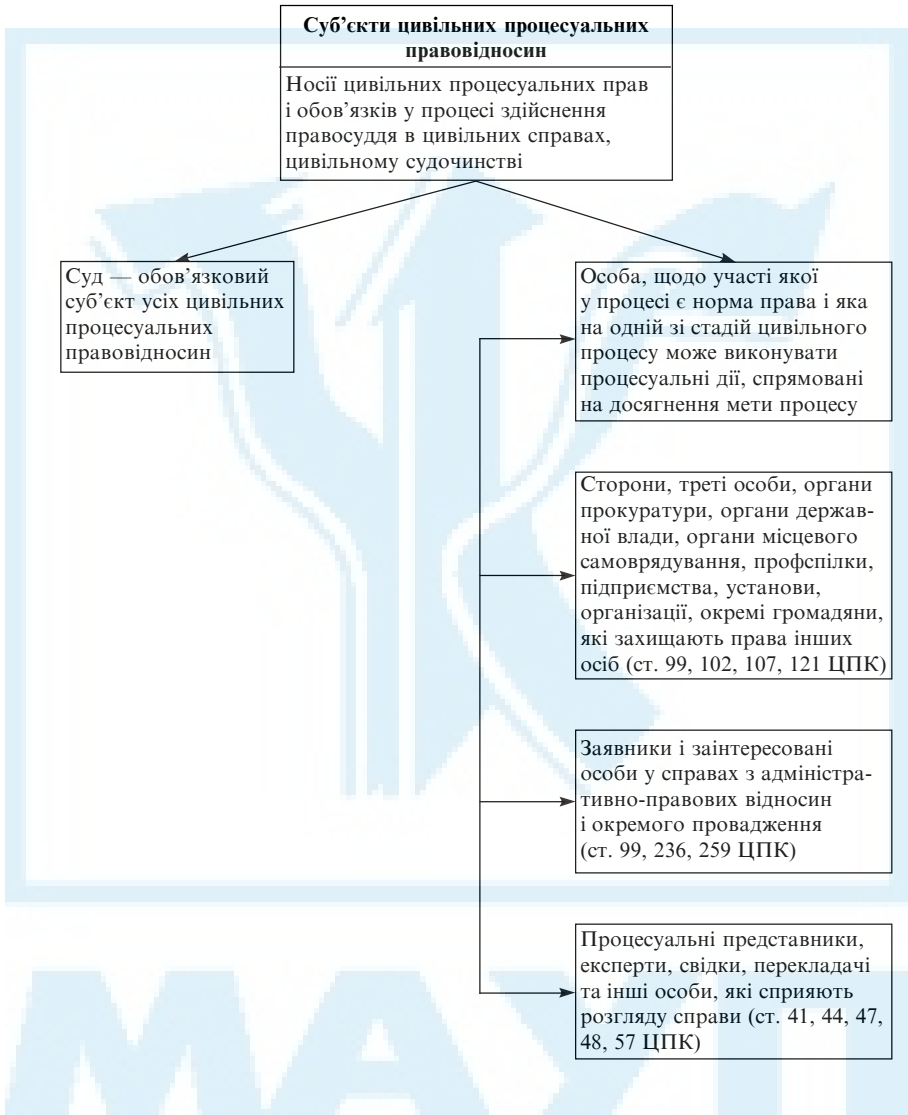 Суб’єкти цивільних процесуальних
правовідносин
Носії цивільних процесуальних прав
і обов’язків у процесі здійснення
правосуддя в цивільних справах,
цивільному судочинстві
Суд — обов’язковий
суб’єкт усіх цивільних
процесуальних
правовідносин
Особа, щодо участі якої
у процесі є норма права і яка
на одній зі стадій цивільного
процесу може виконувати
процесуальні дії, спрямовані
на досягнення мети процесу
Сторони, треті особи, органи
прокуратури, органи держав-
ної влади, органи місцевого
самоврядування, профспілки,
підприємства, установи,
організації, окремі громадяни,
які захищають права інших
осіб (ст. 99, 102, 107, 121 ЦПК)
Заявники і заінтересовані
особи у справах з адміністра-
тивно-правових відносин
і окремого провадження
(ст. 99, 236, 259 ЦПК)
Процесуальні представники,
експерти, свідки, перекладачі
та інші особи, які сприяють
розгляду справи (ст. 41, 44, 47,
48, 57 ЦПК)
МАУП